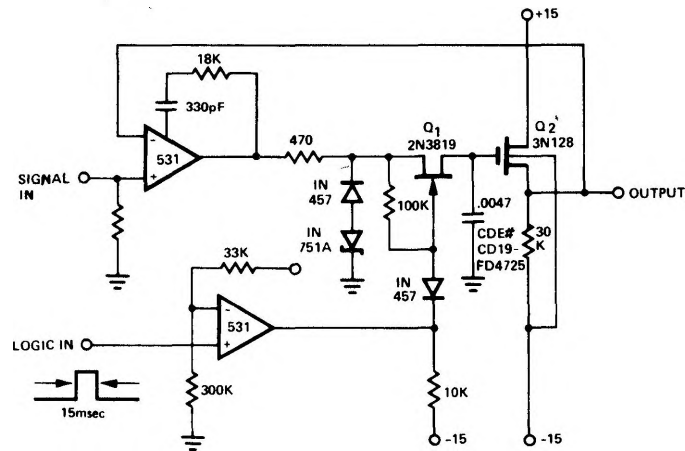 +15
18K
330pF
Q1
2N3819
Q2'
3N128
-
531
+
470
SIGNAL
IN
OUTPUT
IN
457
100K
.0047
30
K
CDE#
CD19-
FD4725
IN
751A
33K
IN
457
-
531
+
LOGIC IN
300K
10K
15msec
-15
-15